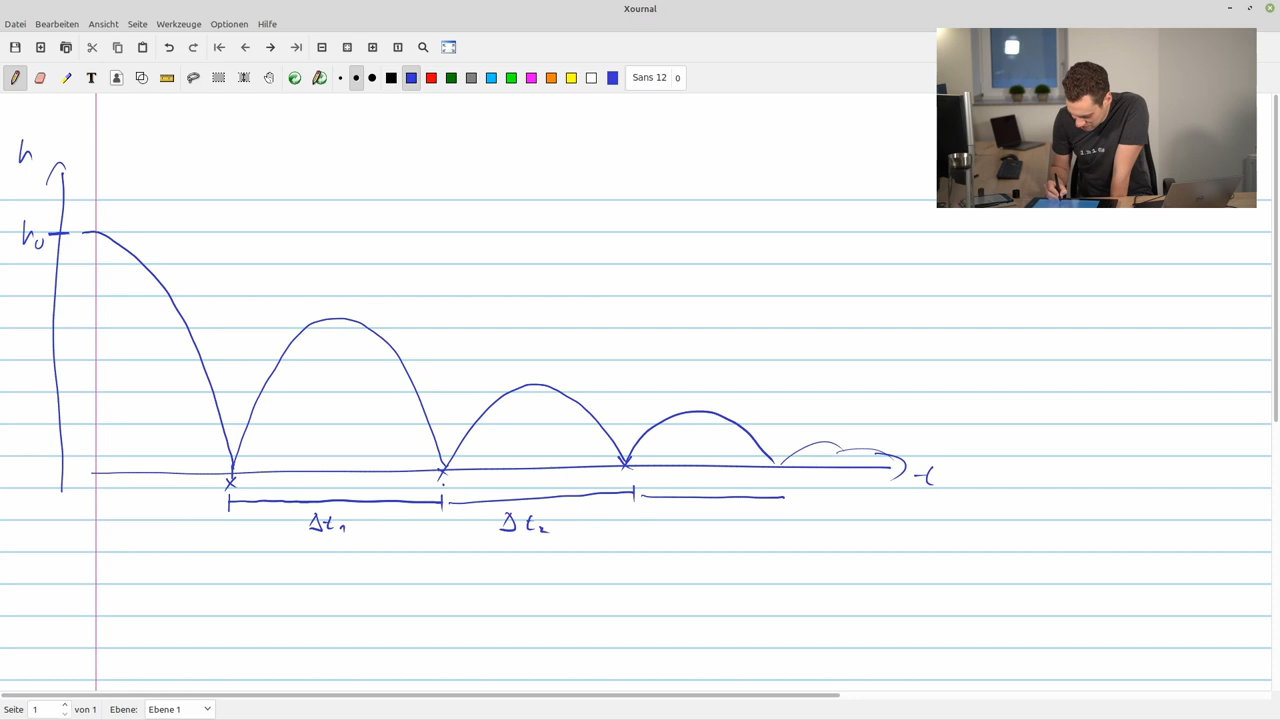 Xournal
Datei Bearbeiten Ansicht Seite Werkzeuge Optionen Hilfe
T Sans 12 0
h
h₀
t
Δt₁ Δt₂
Seite 1 von 1 Ebene: Ebene 1